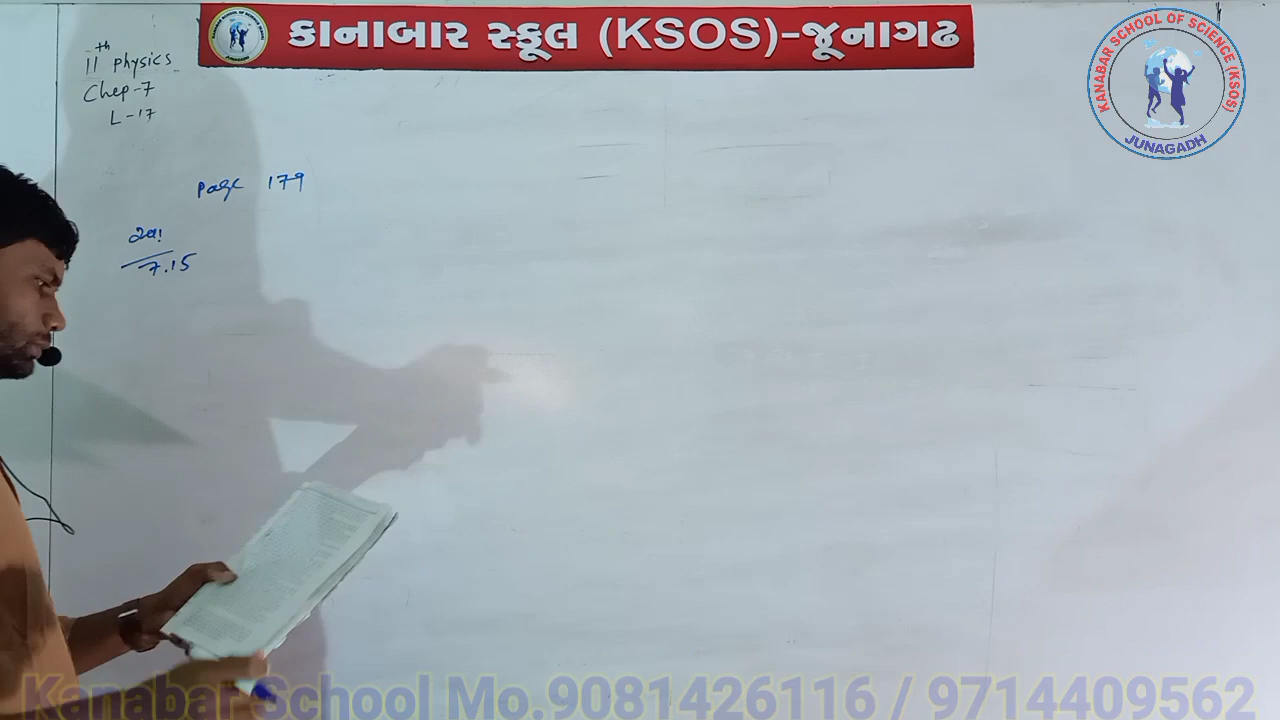 કાનાબાર સ્કૂલ (KSOS)-જૂનાગઢ
11th Physics
Chep-7
L-17
Page 179
7.15
KANABAR SCHOOL OF SCIENCE (KSOS)
JUNAGADH
Kanabar School Mo.9081426116 / 9714409562